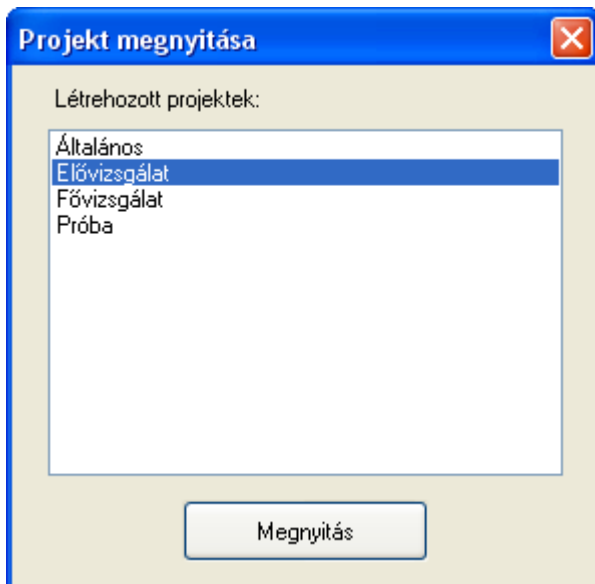 Projekt megnyitása
Létrehozott projektek:
Általános
Elővizsgálat
Fővizsgálat
Próba
Megnyitás